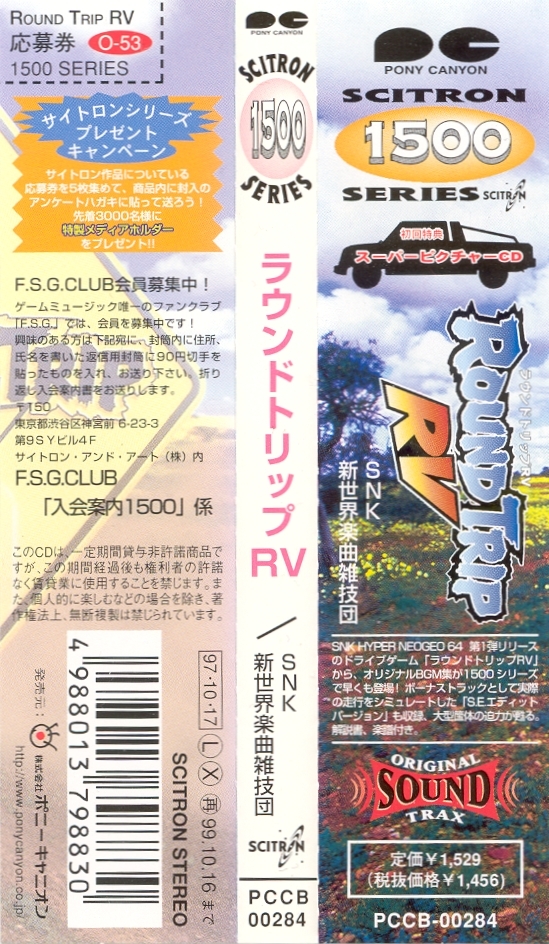 ROUND TRIP RV
応募券 O-53
1500 SERIES
サイトロンシリーズ
プレゼント
キャンペーン
サイトロン作品についている
応募券を5枚集めて、商品内に封入の
アンケートハガキに貼って送ろう！
先着3000名様に
特製メディアホルダー
をプレゼント!!
F.S.G.CLUB会員募集中！
ゲームミュージック唯一のファンクラブ
「F.S.G.」では、会員を募集中です！
興味のある方は下記宛に、封筒内に住所、
氏名を書いた返信用封筒に90円切手を
貼ったものを入れ、お送り下さい。折り
返し入会案内書をお送りします。
〒150
東京都渋谷区神宮前 6-23-3
第9SYビル4F
サイトロン・アンド・アート（株）内
F.S.G.CLUB
「入会案内1500」係
このCDは、一定期間貸与非許諾商品で
すが、この期間経過後も権利者の許諾
なく賃貸業に使用することを禁じます。ま
た、個人的に楽しむなどの場合を除き、著
作権法上、無断複製は禁じられています。
4 988013 798830
97・10・17 L X 再 99.10.16 まで
SCITRON STEREO
発売元：
株式会社 ポニーキャニオン
http://www.ponycanyon.co.jp/
PONY CANYON
SCITRON
1500
SERIES
ラウンドトリップ
RV
／
SNK
新世界楽曲雑技団
SCITRON
PCCB
00284
PONY CANYON
SCITRON
1500
SERIES SCITRON
初回特典
スーパーピクチャーCD
ROUND TRIP
RV
ラウンドトリップRV
SNK
新世界楽曲雑技団
SNK HYPER NEOGEO 64 第1弾リリース
のドライブゲーム「ラウンドトリップRV」
から、オリジナルBGM集が1500シリーズ
で早くも登場！ボーナストラックとして実際
の走行をシミュレートした「S.E.エディット
バージョン」も収録、大型筐体の迫力が甦る。
解説書、楽譜付き。
ORIGINAL
SOUND
TRAX
定価￥1,529
（税抜価格￥1,456）
PCCB-00284